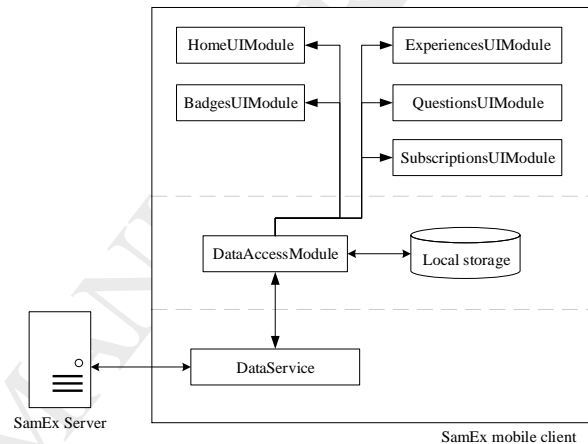 HomeUIModule
ExperiencesUIModule
BadgesUIModule
QuestionsUIModule
SubscriptionsUIModule
DataAccessModule
Local storage
DataService
SamEx Server
SamEx mobile client